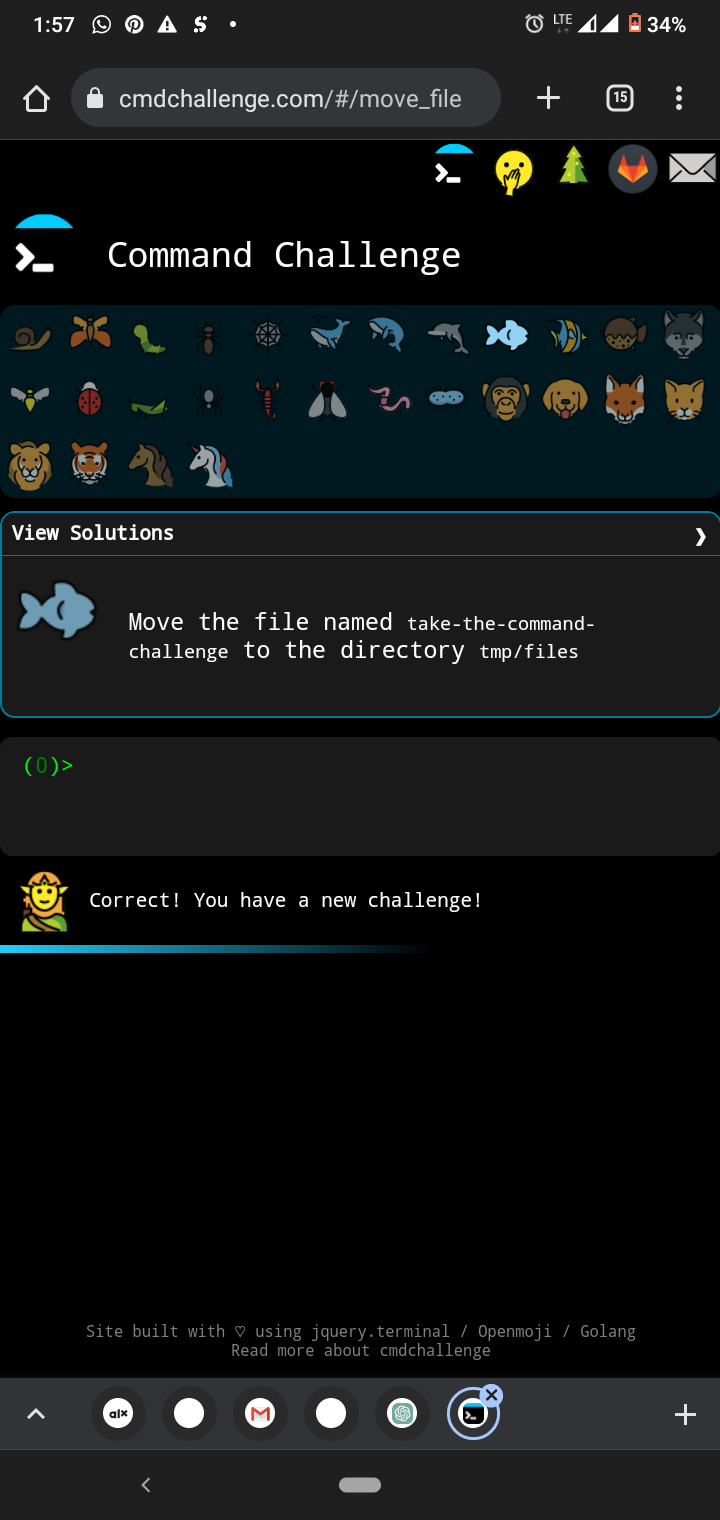 1:57
LTE
34%
cmdchallenge.com/#/move_file
15
Command Challenge
View Solutions
Move the file named take-the-command-
challenge to the directory tmp/files
(0)>
Correct! You have a new challenge!
Site built with ♡ using jquery.terminal / Openmoji / Golang
Read more about cmdchallenge
alx